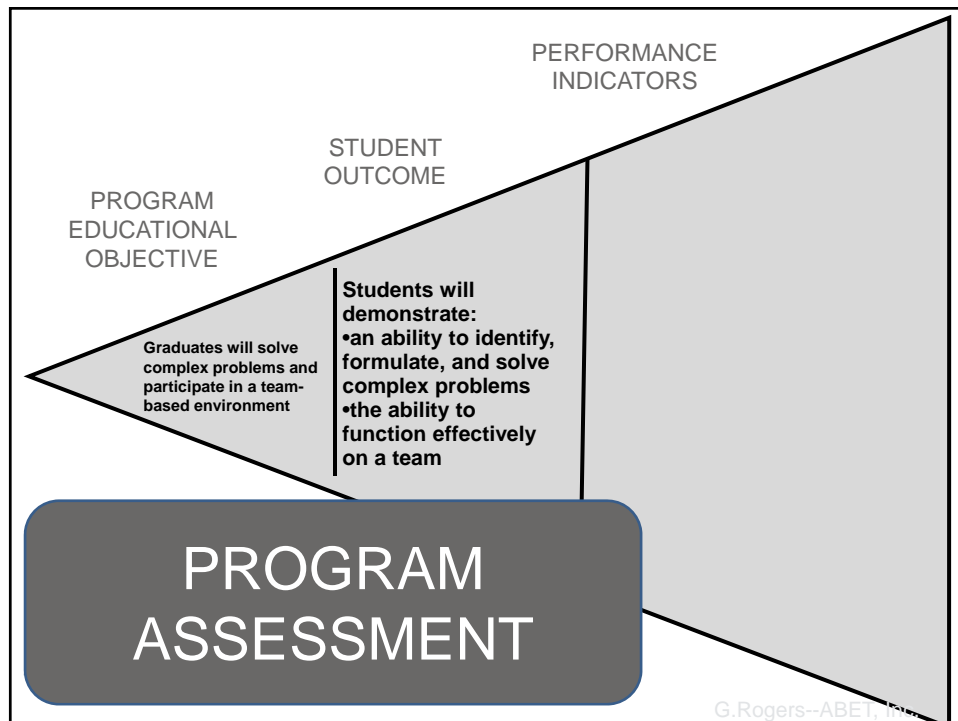 PERFORMANCE
INDICATORS
STUDENT
OUTCOME
PROGRAM
EDUCATIONAL
OBJECTIVE
Graduates will solve
complex problems and
participate in a team-
based environment
Students will
demonstrate:
•an ability to identify,
formulate, and solve
complex problems
•the ability to
function effectively
on a team
PROGRAM
ASSESSMENT
G.Rogers--ABET, Inc.